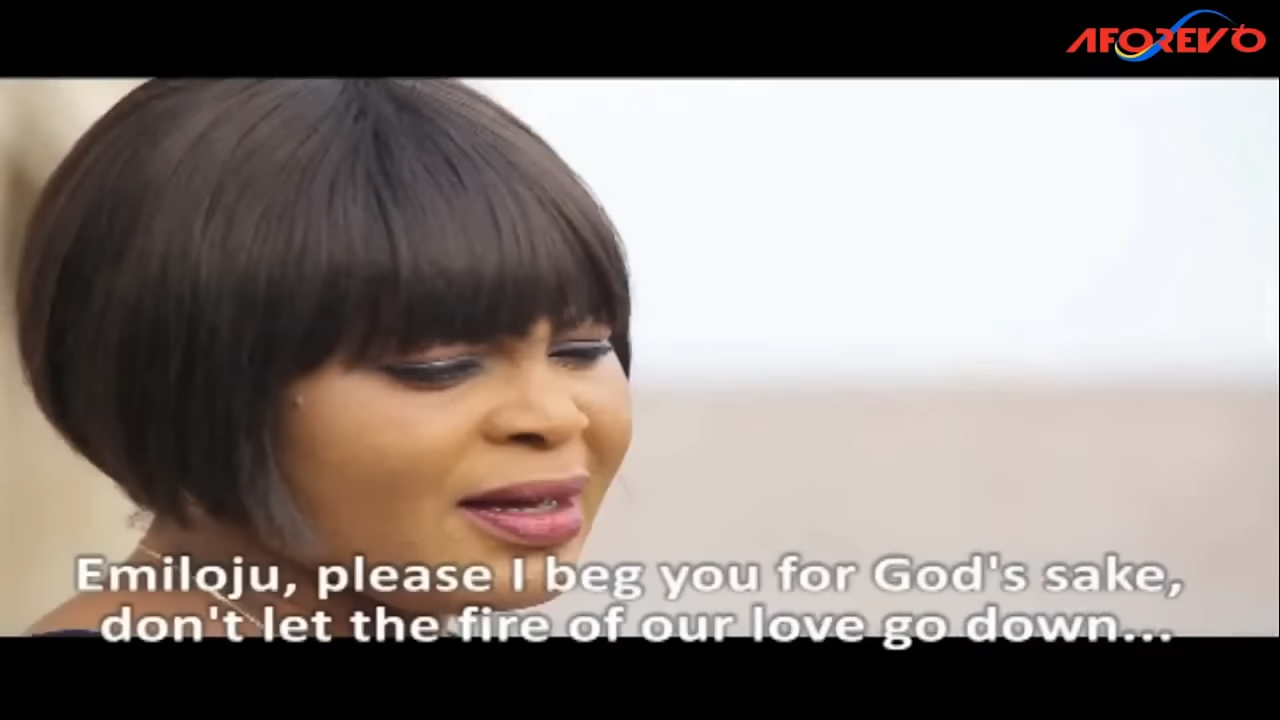 AFOREVO
Emiloju, please I beg you for God's sake,
don't let the fire of our love go down...